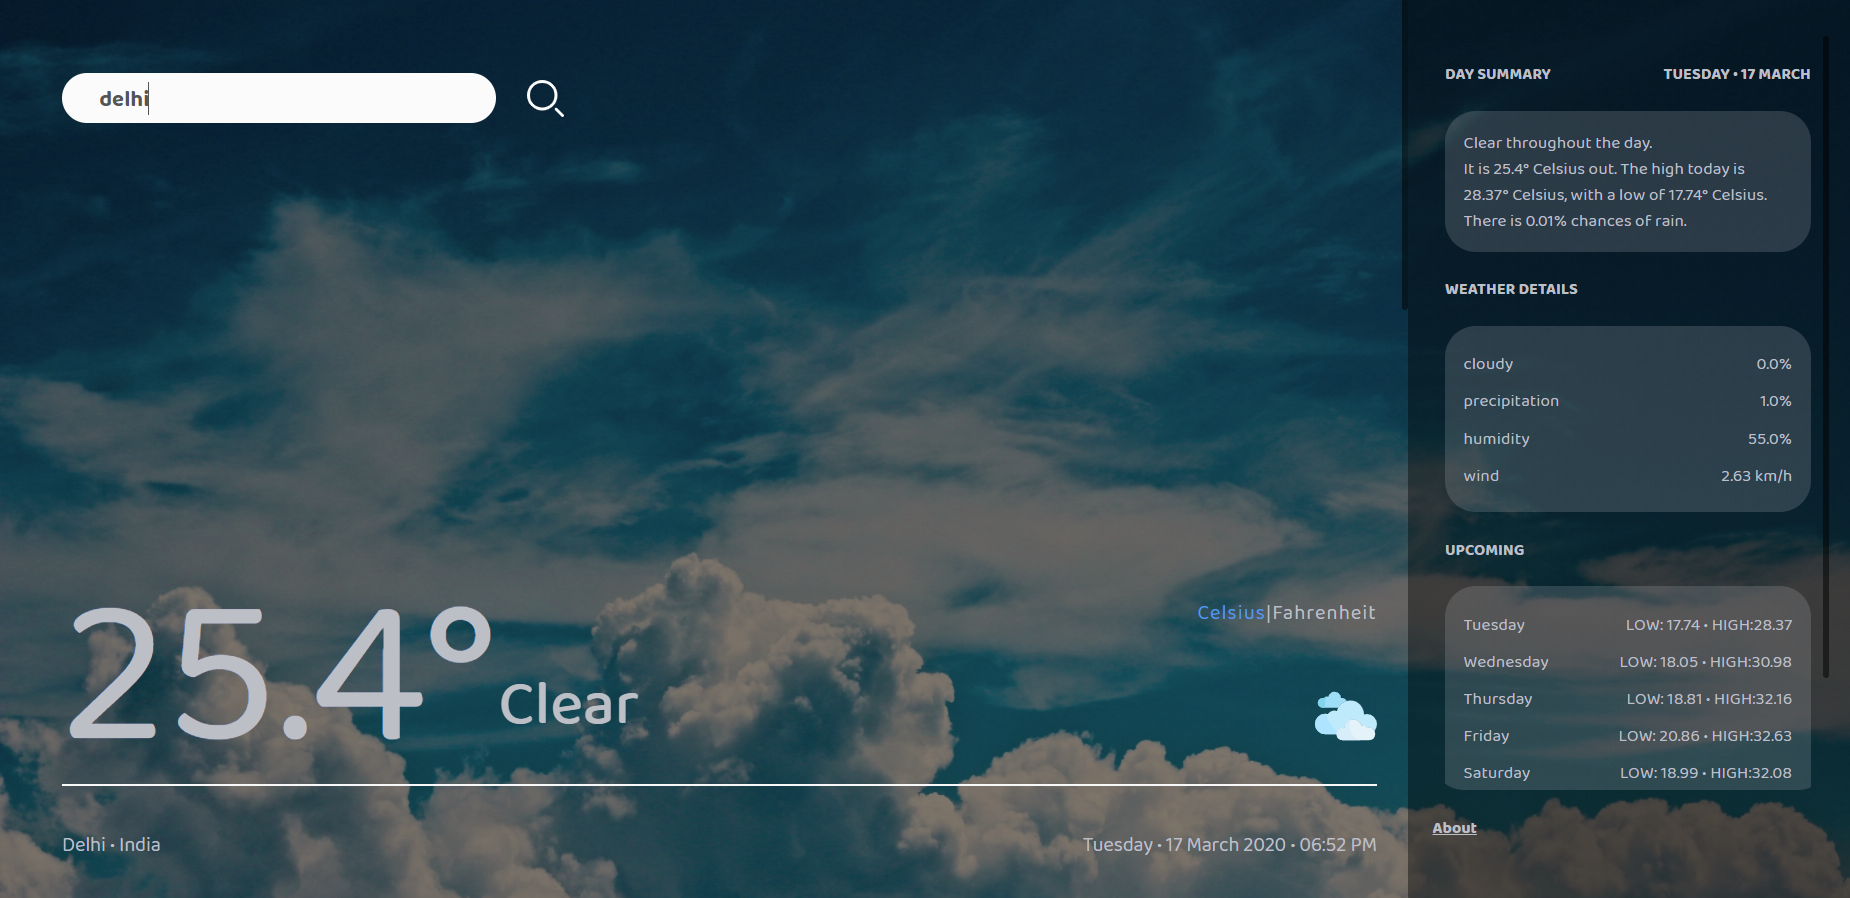 delhi
25.4° Clear
Celsius|Fahrenheit
Delhi • India
Tuesday • 17 March 2020 • 06:52 PM
DAY SUMMARY TUESDAY • 17 MARCH
Clear throughout the day.
It is 25.4° Celsius out. The high today is
28.37° Celsius, with a low of 17.74° Celsius.
There is 0.01% chances of rain.
WEATHER DETAILS
cloudy 0.0%
precipitation 1.0%
humidity 55.0%
wind 2.63 km/h
UPCOMING
Tuesday LOW: 17.74 • HIGH:28.37
Wednesday LOW: 18.05 • HIGH:30.98
Thursday LOW: 18.81 • HIGH:32.16
Friday LOW: 20.86 • HIGH:32.63
Saturday LOW: 18.99 • HIGH:32.08
About